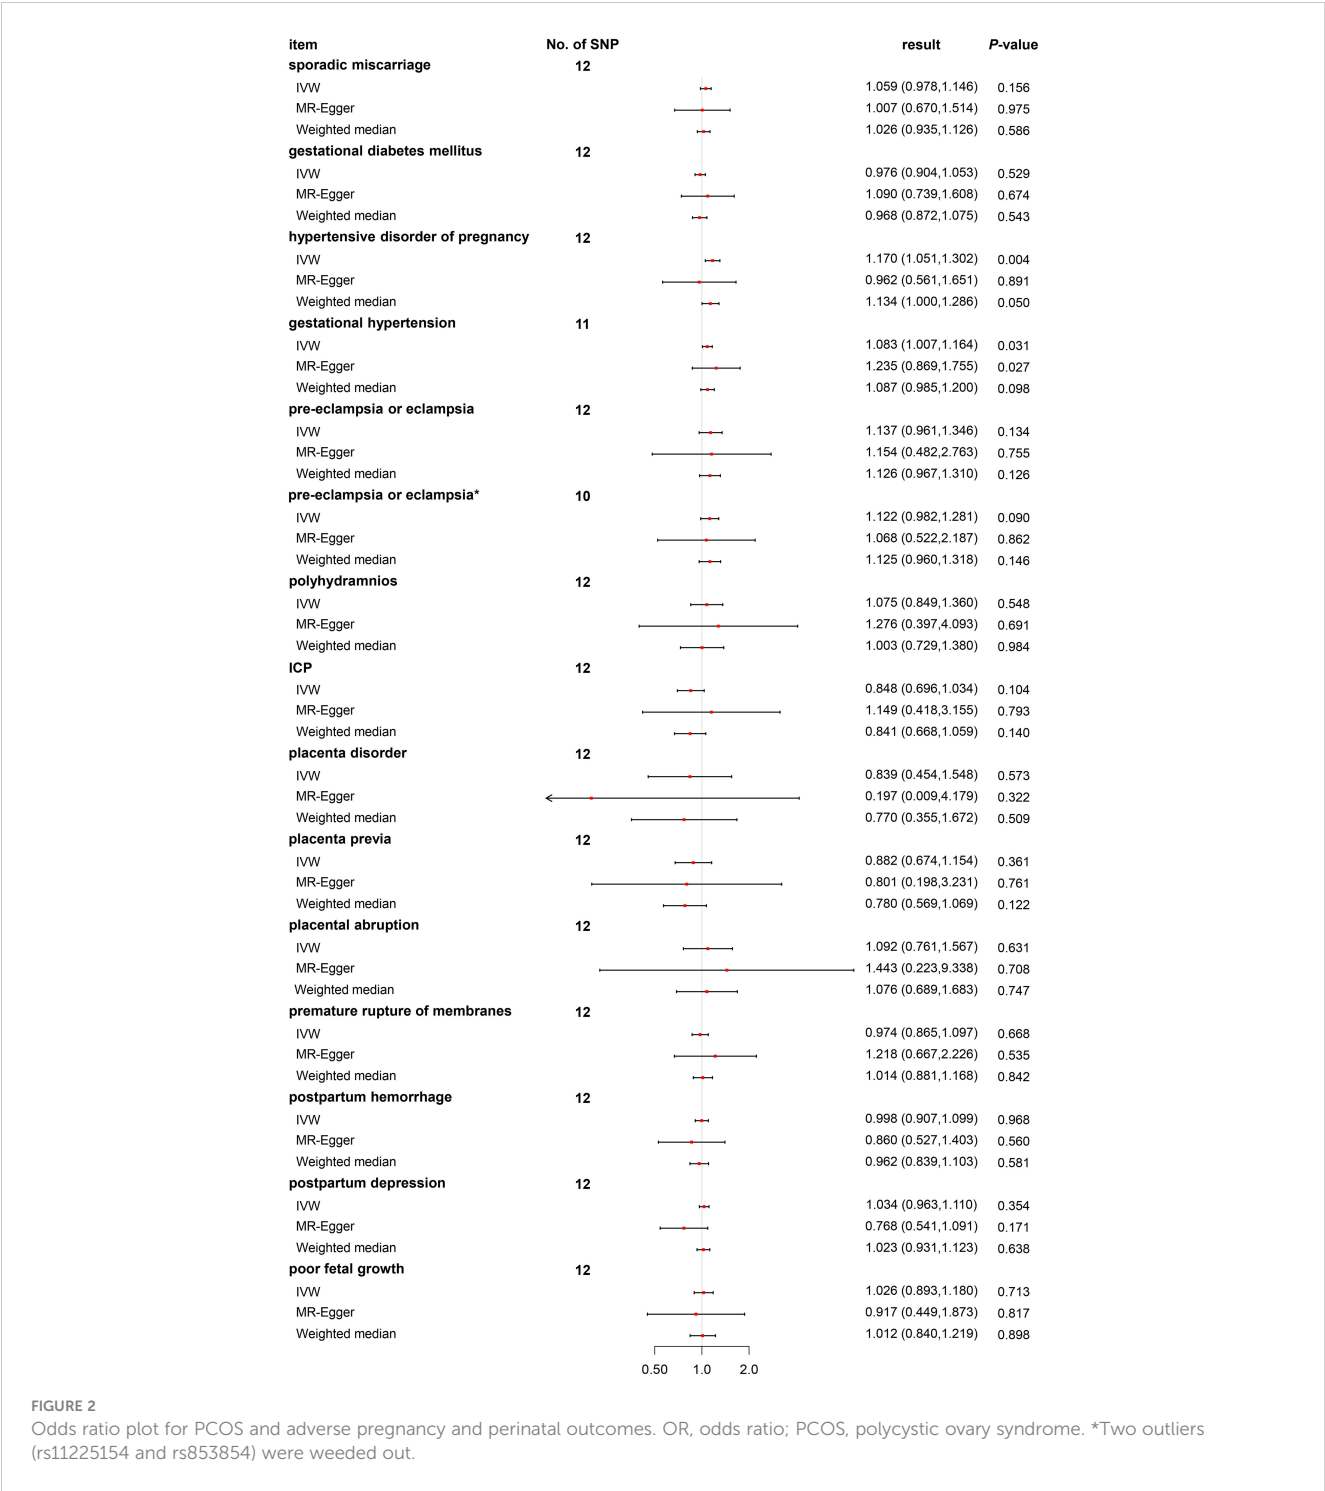 item No. of SNP result P-value
sporadic miscarriage 12
IVW 1.059 (0.978,1.146) 0.156
MR-Egger 1.007 (0.670,1.514) 0.975
Weighted median 1.026 (0.935,1.126) 0.586
gestational diabetes mellitus 12
IVW 0.976 (0.904,1.053) 0.529
MR-Egger 1.090 (0.739,1.608) 0.674
Weighted median 0.968 (0.872,1.075) 0.543
hypertensive disorder of pregnancy 12
IVW 1.170 (1.051,1.302) 0.004
MR-Egger 0.962 (0.561,1.651) 0.891
Weighted median 1.134 (1.000,1.286) 0.050
gestational hypertension 11
IVW 1.083 (1.007,1.164) 0.031
MR-Egger 1.235 (0.869,1.755) 0.027
Weighted median 1.087 (0.985,1.200) 0.098
pre-eclampsia or eclampsia 12
IVW 1.137 (0.961,1.346) 0.134
MR-Egger 1.154 (0.482,2.763) 0.755
Weighted median 1.126 (0.967,1.310) 0.126
pre-eclampsia or eclampsia* 10
IVW 1.122 (0.982,1.281) 0.090
MR-Egger 1.068 (0.522,2.187) 0.862
Weighted median 1.125 (0.960,1.318) 0.146
polyhydramnios 12
IVW 1.075 (0.849,1.360) 0.548
MR-Egger 1.276 (0.397,4.093) 0.691
Weighted median 1.003 (0.729,1.380) 0.984
ICP 12
IVW 0.848 (0.696,1.034) 0.104
MR-Egger 1.149 (0.418,3.155) 0.793
Weighted median 0.841 (0.668,1.059) 0.140
placenta disorder 12
IVW 0.839 (0.454,1.548) 0.573
MR-Egger 0.197 (0.009,4.179) 0.322
Weighted median 0.770 (0.355,1.672) 0.509
placenta previa 12
IVW 0.882 (0.674,1.154) 0.361
MR-Egger 0.801 (0.198,3.231) 0.761
Weighted median 0.780 (0.569,1.069) 0.122
placental abruption 12
IVW 1.092 (0.761,1.567) 0.631
MR-Egger 1.443 (0.223,9.338) 0.708
Weighted median 1.076 (0.689,1.683) 0.747
premature rupture of membranes 12
IVW 0.974 (0.865,1.097) 0.668
MR-Egger 1.218 (0.667,2.226) 0.535
Weighted median 1.014 (0.881,1.168) 0.842
postpartum hemorrhage 12
IVW 0.998 (0.907,1.099) 0.968
MR-Egger 0.860 (0.527,1.403) 0.560
Weighted median 0.962 (0.839,1.103) 0.581
postpartum depression 12
IVW 1.034 (0.963,1.110) 0.354
MR-Egger 0.768 (0.541,1.091) 0.171
Weighted median 1.023 (0.931,1.123) 0.638
poor fetal growth 12
IVW 1.026 (0.893,1.180) 0.713
MR-Egger 0.917 (0.449,1.873) 0.817
Weighted median 1.012 (0.840,1.219) 0.898
0.50 1.0 2.0
FIGURE 2
Odds ratio plot for PCOS and adverse pregnancy and perinatal outcomes. OR, odds ratio; PCOS, polycystic ovary syndrome. *Two outliers
(rs11225154 and rs853854) were weeded out.